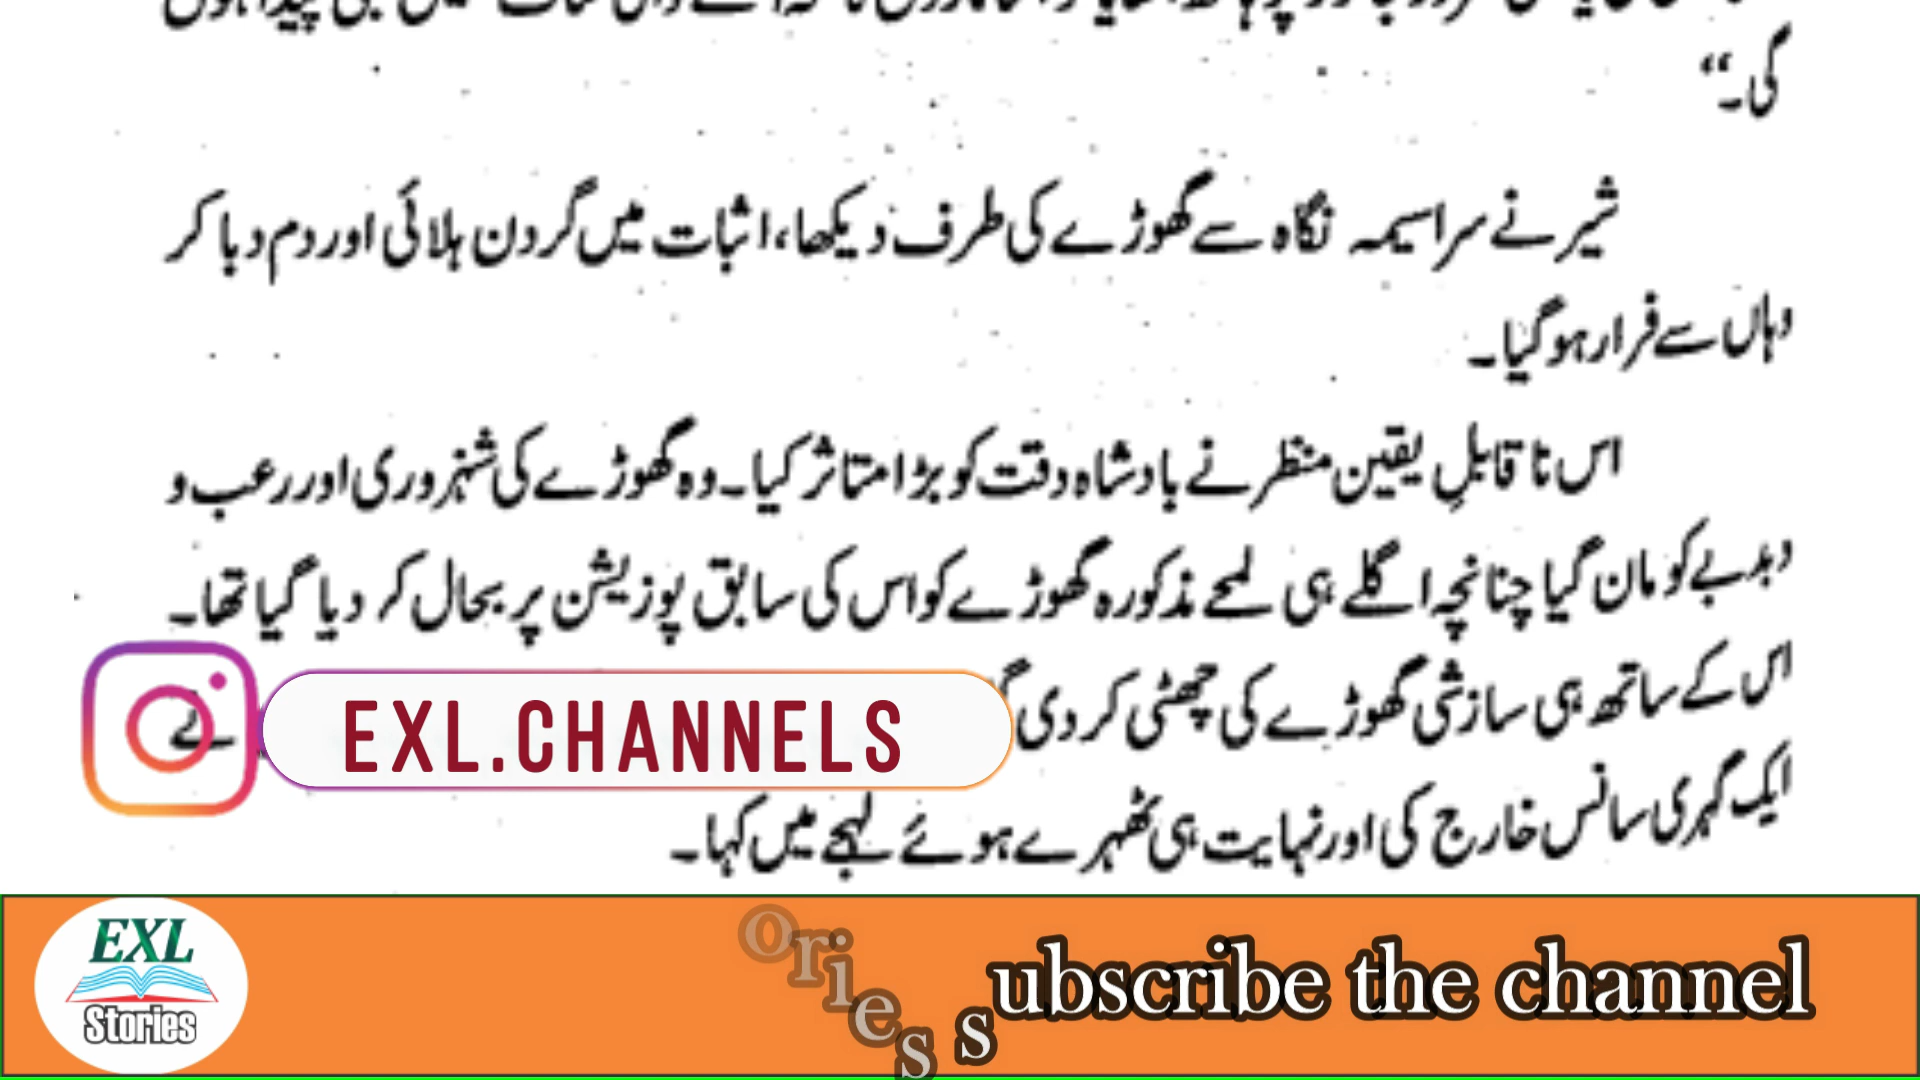 گی۔“
شیر نے سراسیمہ نگاہ سے گھوڑے کی طرف دیکھا، اثبات میں گردن ہلائی اور دم دبا کر
وہاں سے فرار ہو گیا۔
اس ناقابلِ یقین منظر نے بادشاہ وقت کو بڑا متاثر کیا۔ وہ گھوڑے کی شہزوری اور رعب و
دبدبے کو مان گیا چنانچہ اگلے ہی لمحے مذکورہ گھوڑے کو اس کی سابق پوزیشن پر بحال کر دیا گیا تھا۔
اس کے ساتھ ہی سازشی گھوڑے کی چھٹی کر دی
EXL.CHANNELS
ایک گہری سانس خارج کی اور نہایت ہی ٹھہرے ہوئے لہجے میں کہا۔
EXL
Stories
ories subscribe the channel